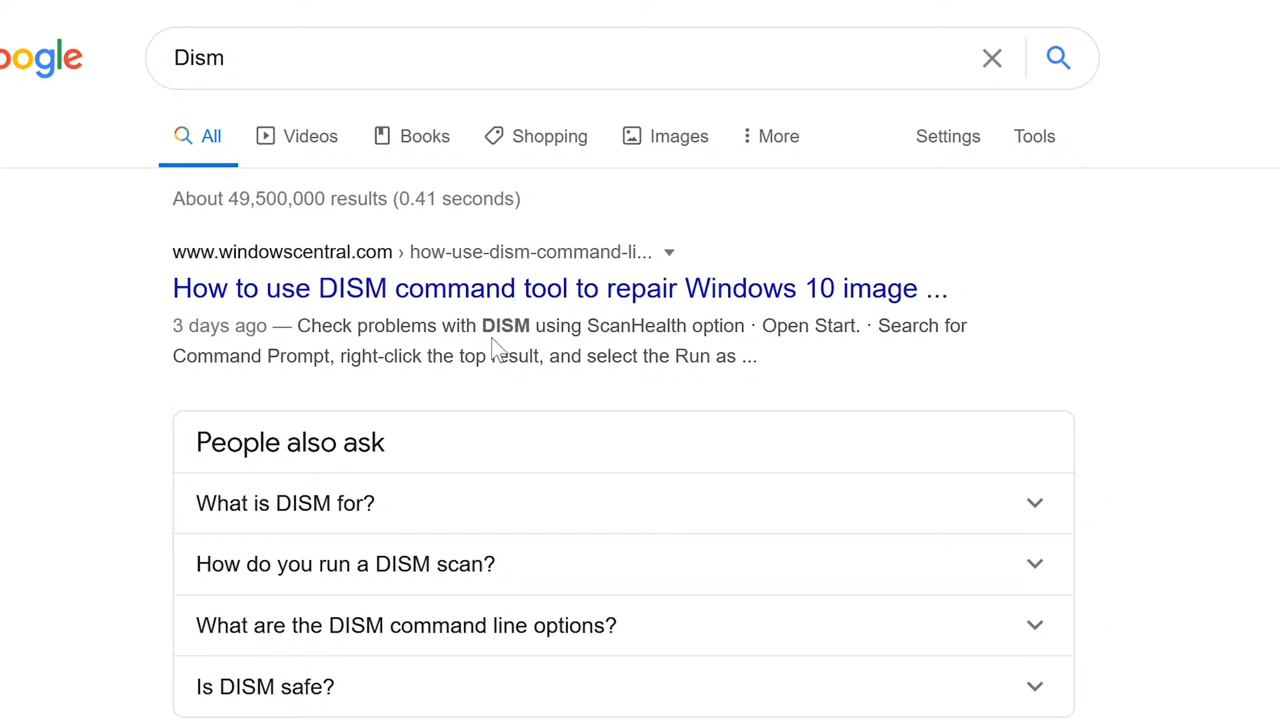 oogle
Dism
All Videos Books Shopping Images More Settings Tools
About 49,500,000 results (0.41 seconds)
www.windowscentral.com › how-use-dism-command-li...
How to use DISM command tool to repair Windows 10 image ...
3 days ago — Check problems with DISM using ScanHealth option · Open Start. · Search for
Command Prompt, right-click the top result, and select the Run as ...
People also ask
What is DISM for?
How do you run a DISM scan?
What are the DISM command line options?
Is DISM safe?